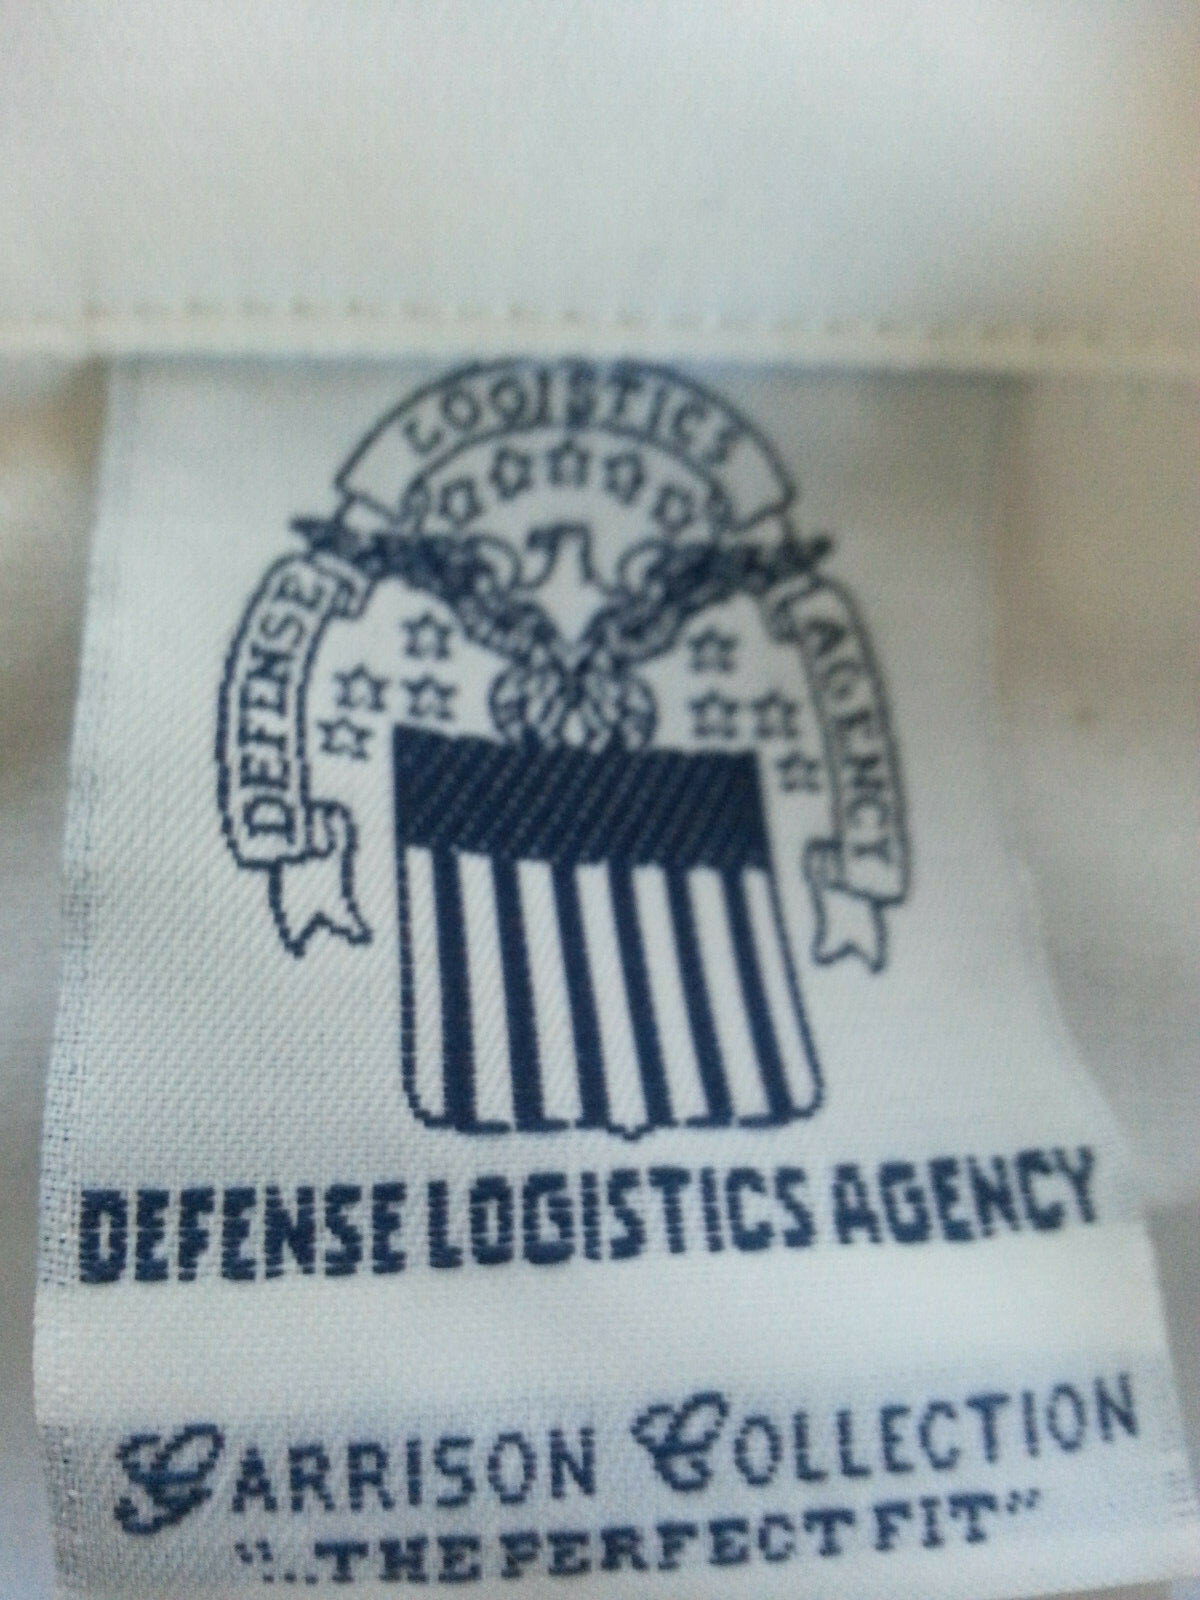 DEFENSE
LOGISTICS
AGENCY
DEFENSE LOGISTICS AGENCY
GARRISON COLLECTION
"...THE PERFECT FIT"